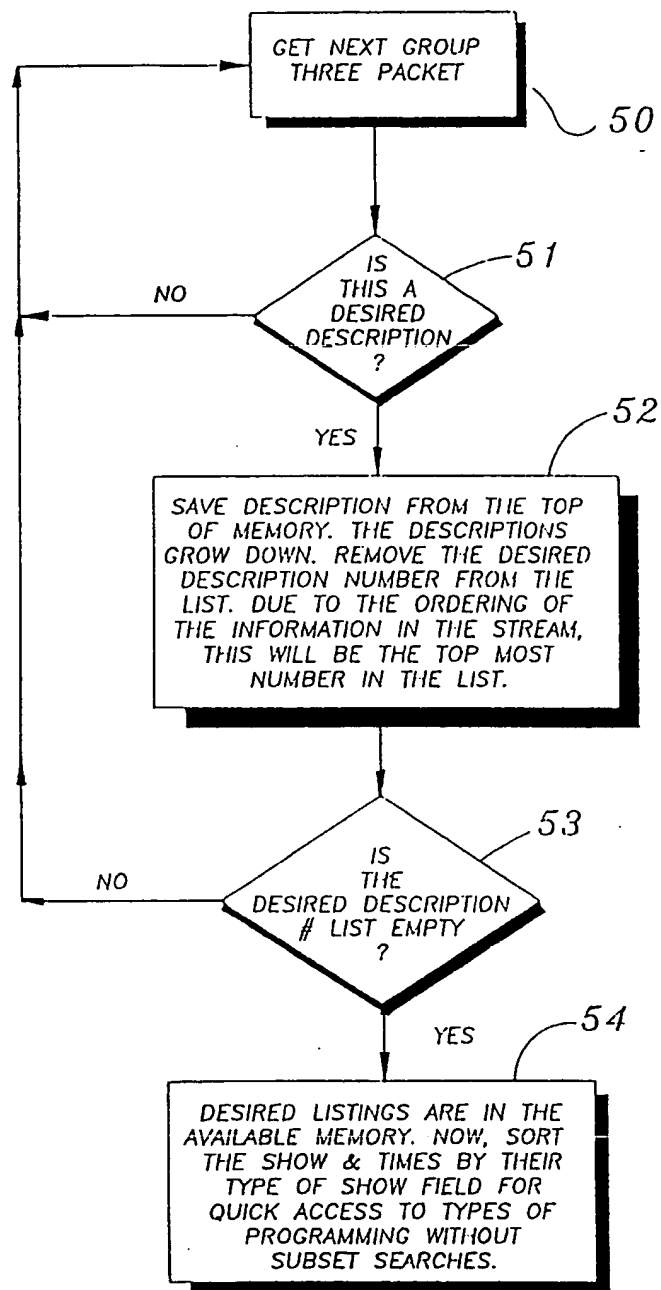 GET NEXT GROUP
THREE PACKET
50
IS
THIS A
DESIRED
DESCRIPTION
?
51
NO
YES
52
SAVE DESCRIPTION FROM THE TOP
OF MEMORY. THE DESCRIPTIONS
GROW DOWN. REMOVE THE DESIRED
DESCRIPTION NUMBER FROM THE
LIST. DUE TO THE ORDERING OF
THE INFORMATION IN THE STREAM,
THIS WILL BE THE TOP MOST
NUMBER IN THE LIST.
53
IS
THE
DESIRED DESCRIPTION
# LIST EMPTY
?
NO
YES
54
DESIRED LISTINGS ARE IN THE
AVAILABLE MEMORY. NOW, SORT
THE SHOW & TIMES BY THEIR
TYPE OF SHOW FIELD FOR
QUICK ACCESS TO TYPES OF
PROGRAMMING WITHOUT
SUBSET SEARCHES.